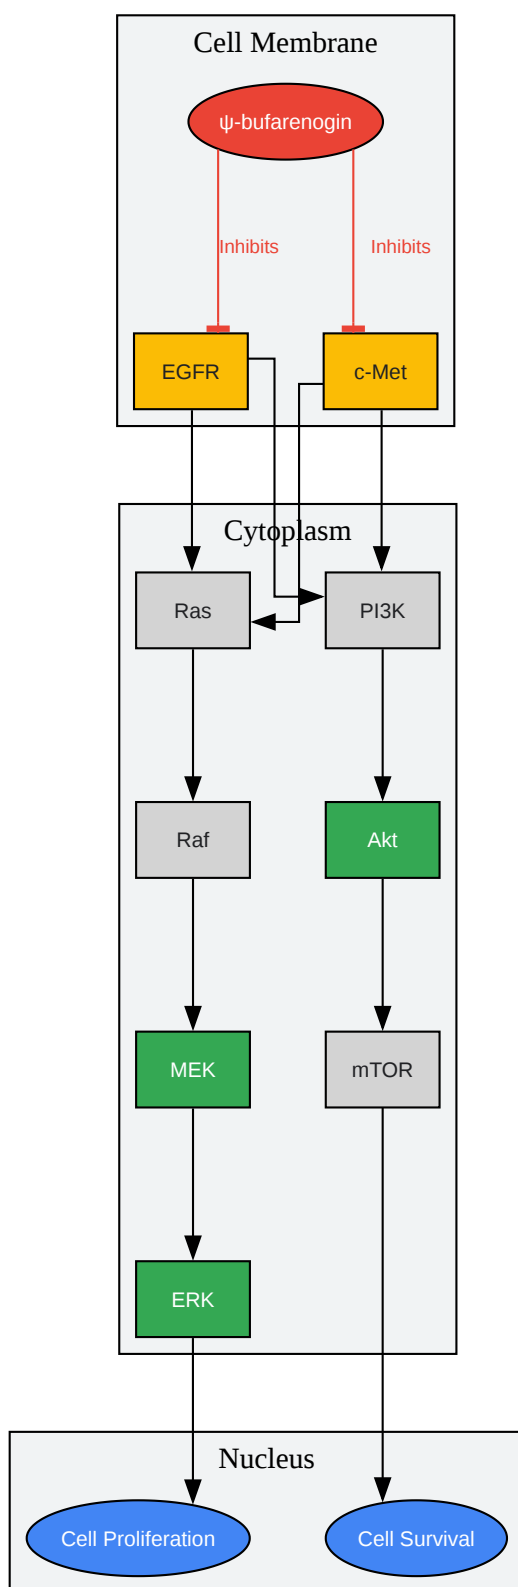 Cell Membrane
ψ-bufarenogin
Inhibits
Inhibits
EGFR
c-Met
Cytoplasm
Ras
PI3K
Raf
Akt
MEK
mTOR
ERK
Nucleus
Cell Proliferation
Cell Survival